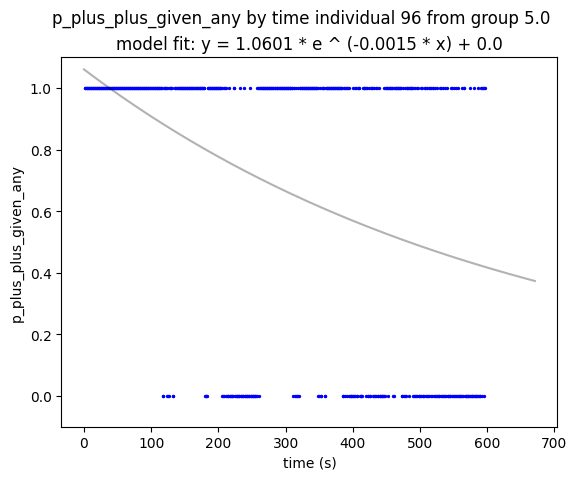 p_plus_plus_given_any by time individual 96 from group 5.0
model fit: y = 1.0601 * e ^ (-0.0015 * x) + 0.0
p_plus_plus_given_any
1.0
0.8
0.6
0.4
0.2
0.0
0 100 200 300 400 500 600 700
time (s)